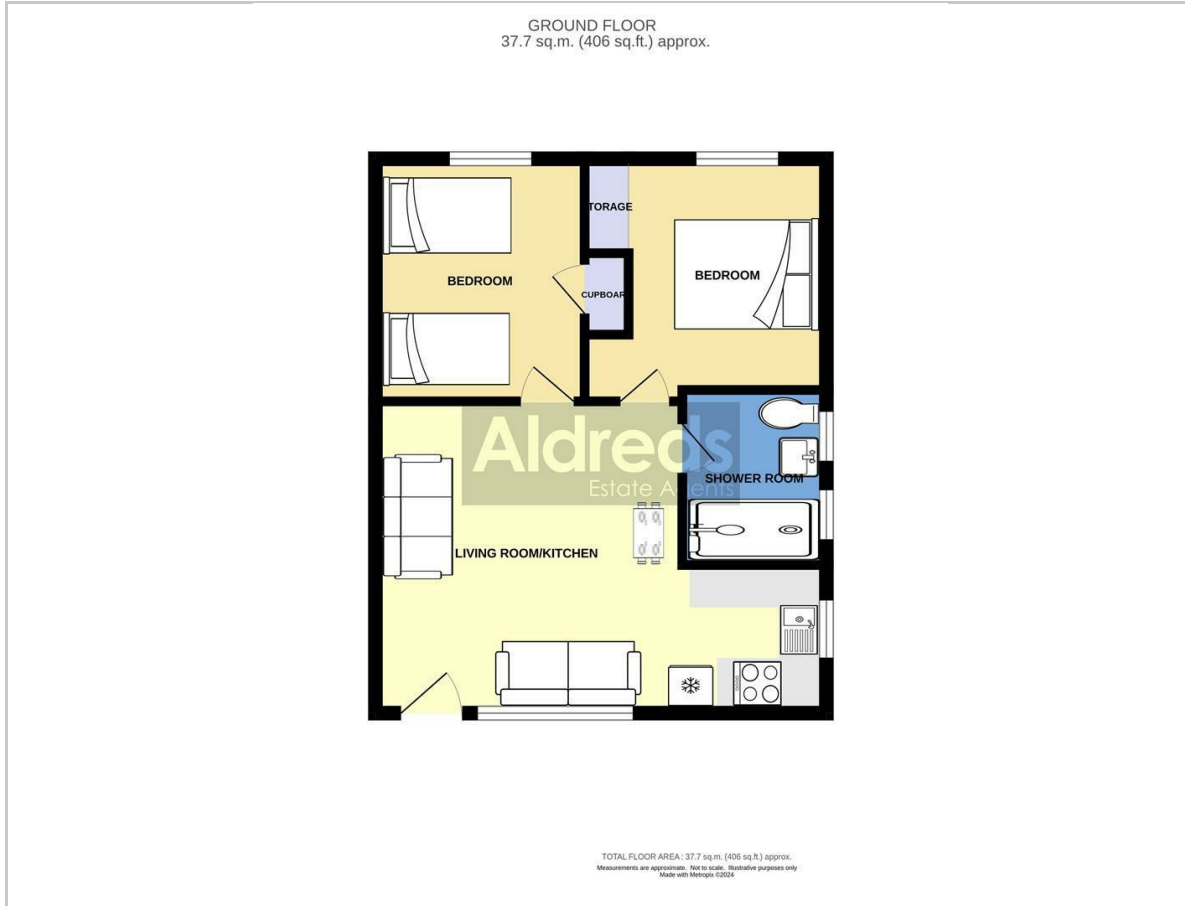 GROUND FLOOR
37.7 sq.m. (406 sq.ft.) approx.
TORAGE
BEDROOM
BEDROOM
CUPBOAR
Aldreds
Estate Agents
SHOWER ROOM
LIVING ROOM/KITCHEN
TOTAL FLOOR AREA : 37.7 sq.m. (406 sq.ft.) approx.
Measurements are approximate. Not to scale. Illustrative purposes only
Made with Metropix ©2024